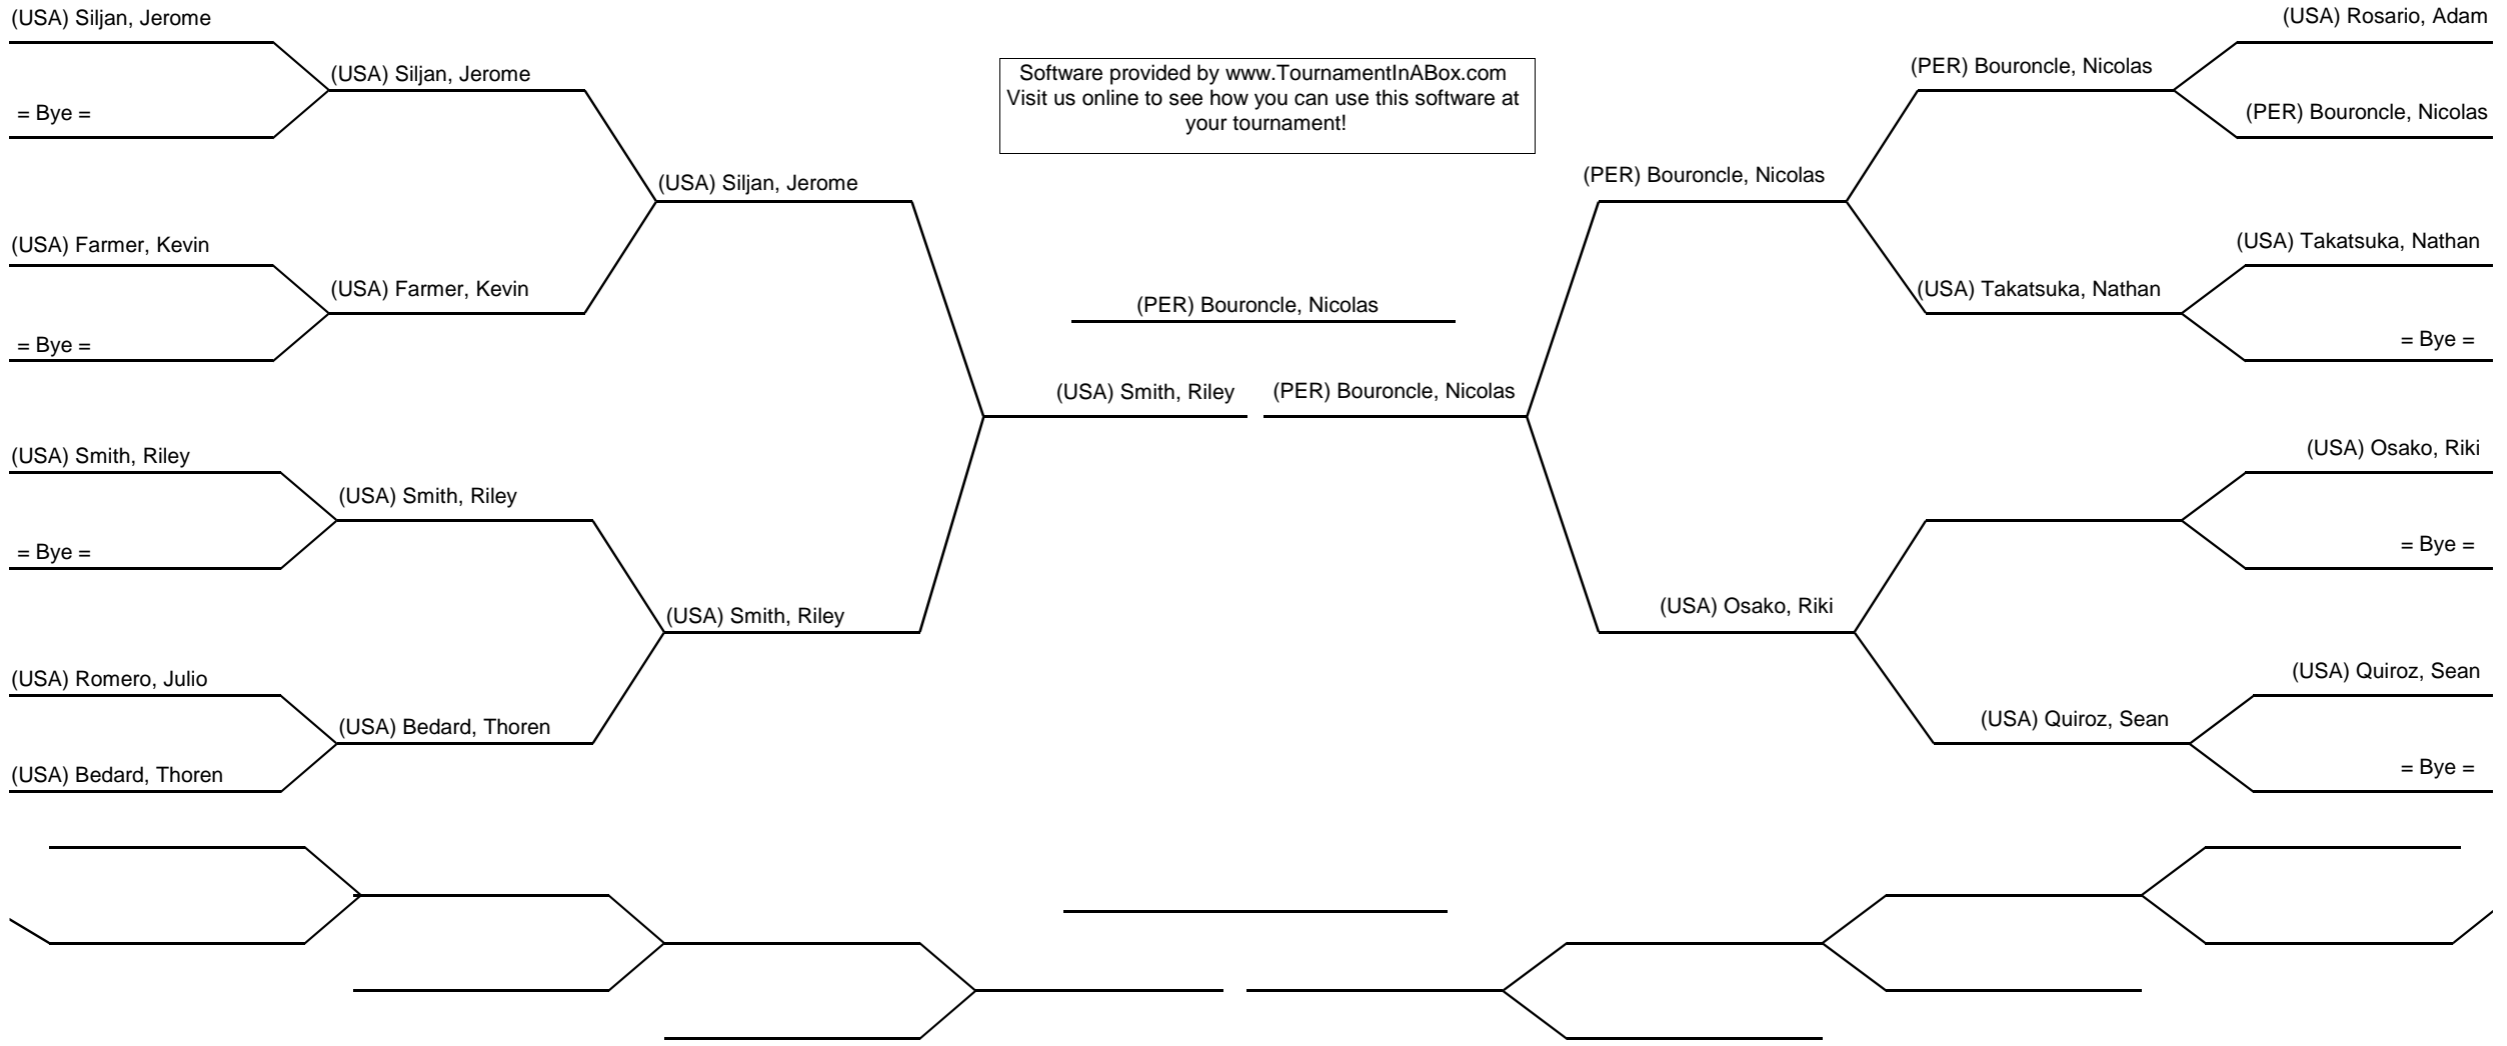 (USA) Siljan, Jerome
= Bye =
(USA) Farmer, Kevin
= Bye =
(USA) Smith, Riley
= Bye =
(USA) Romero, Julio
(USA) Bedard, Thoren
(USA) Siljan, Jerome
(USA) Farmer, Kevin
(USA) Smith, Riley
(USA) Bedard, Thoren
(USA) Siljan, Jerome
(USA) Smith, Riley
Software provided by www.TournamentInABox.com
Visit us online to see how you can use this software at
your tournament!
(PER) Bouroncle, Nicolas
(USA) Smith, Riley
(PER) Bouroncle, Nicolas
(PER) Bouroncle, Nicolas
(USA) Osako, Riki
(PER) Bouroncle, Nicolas
(USA) Takatsuka, Nathan
(USA) Quiroz, Sean
(USA) Rosario, Adam
(PER) Bouroncle, Nicolas
(USA) Takatsuka, Nathan
= Bye =
(USA) Osako, Riki
= Bye =
(USA) Quiroz, Sean
= Bye =